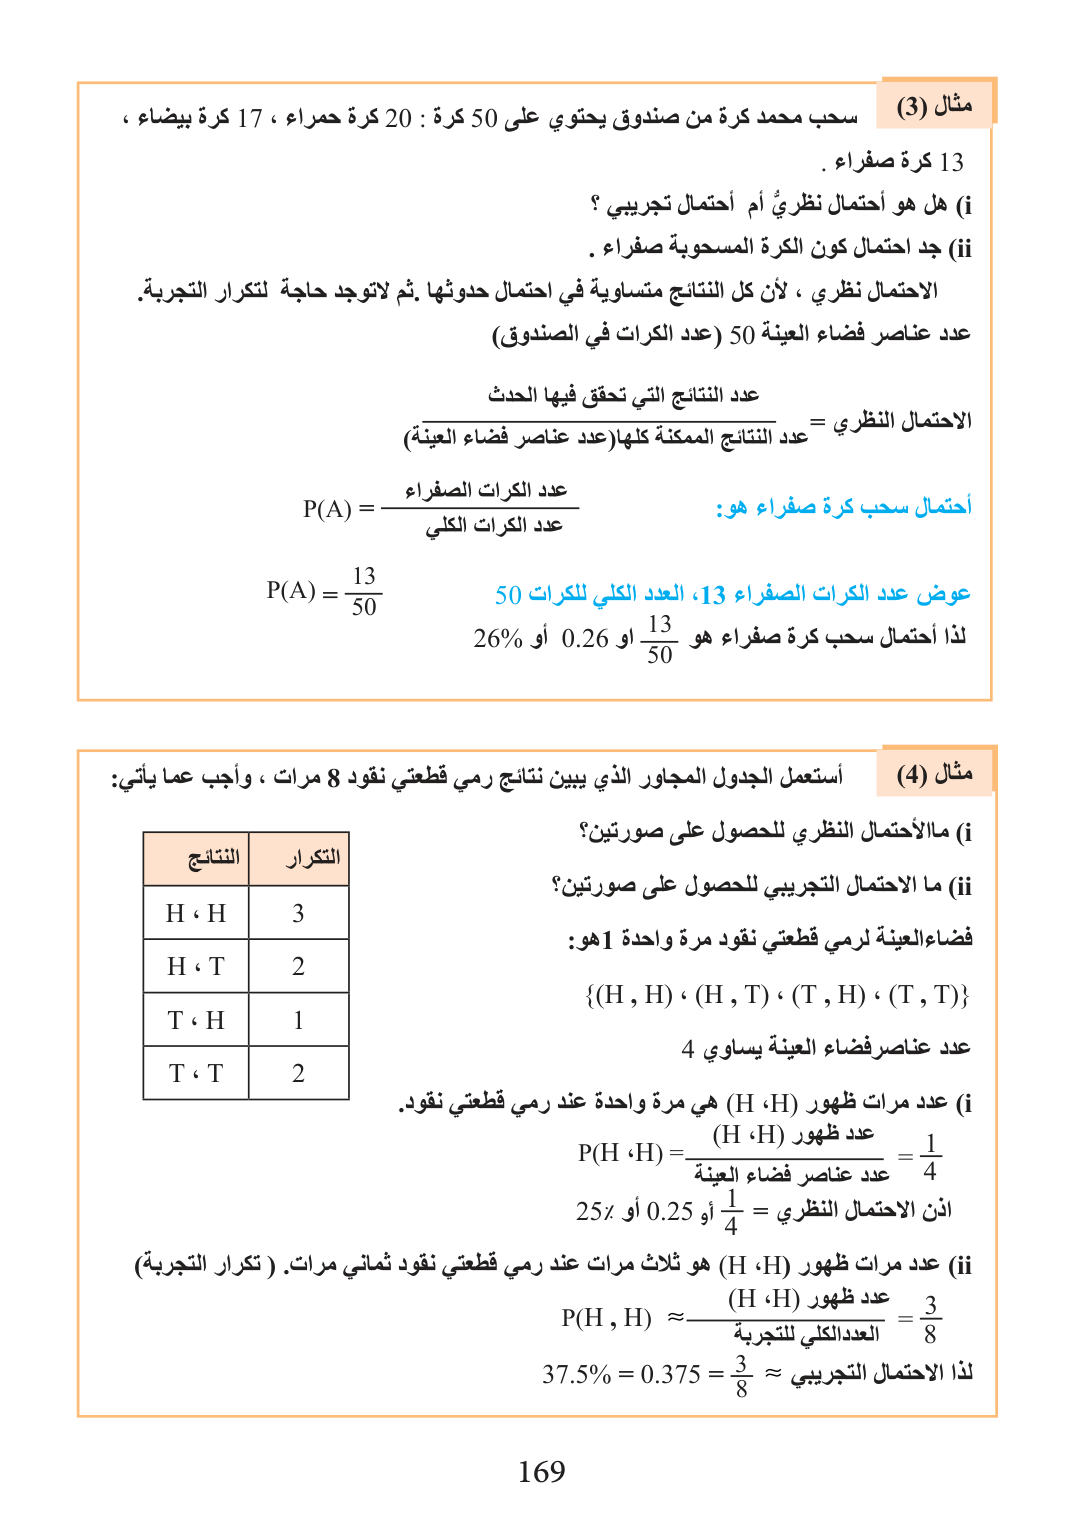 مثال (3)
سحب محمد كرة من صندوق يحتوي على 50 كرة : 20 كرة حمراء ، 17 كرة بيضاء ،
13 كرة صفراء .
i) هل هو أحتمال نظريُّ أم أحتمال تجريبي ؟
ii) جد احتمال كون الكرة المسحوبة صفراء .
الاحتمال نظري ، لأن كل النتائج متساوية في احتمال حدوثها .ثم لاتوجد حاجة لتكرار التجربة.
عدد عناصر فضاء العينة 50 (عدد الكرات في الصندوق)
عدد النتائج التي تحقق فيها الحدث
الاحتمال النظري =
عدد النتائج الممكنة كلها(عدد عناصر فضاء العينة)
أحتمال سحب كرة صفراء هو:
P(A) = عدد الكرات الصفراء
عدد الكرات الكلي
عوض عدد الكرات الصفراء 13، العدد الكلي للكرات 50
P(A) = 13/50
لذا أحتمال سحب كرة صفراء هو 13/50 او 0.26 أو 26%
مثال (4)
أستعمل الجدول المجاور الذي يبين نتائج رمي قطعتي نقود 8 مرات ، وأجب عما يأتي:
i) ماالأحتمال النظري للحصول على صورتين؟
ii) ما الاحتمال التجريبي للحصول على صورتين؟
فضاءالعينة لرمي قطعتي نقود مرة واحدة 1هو:
{(H , H) ، (H , T) ، (T , H) ، (T , T)}
عدد عناصرفضاء العينة يساوي 4
التكرار النتائج
H ، H 3
H ، T 2
T ، H 1
T ، T 2
i) عدد مرات ظهور (H ،H) هي مرة واحدة عند رمي قطعتي نقود.
عدد ظهور (H ،H)
P(H ،H) = = 1/4
عدد عناصر فضاء العينة
اذن الاحتمال النظري = 1/4 أو 0.25 أو 25٪
ii) عدد مرات ظهور (H ،H) هو ثلاث مرات عند رمي قطعتي نقود ثماني مرات. ( تكرار التجربة)
عدد ظهور (H ،H)
P(H , H) ≈ = 3/8
العددالكلي للتجربة
لذا الاحتمال التجريبي ≈ 3/8 = 0.375 = 37.5%
169